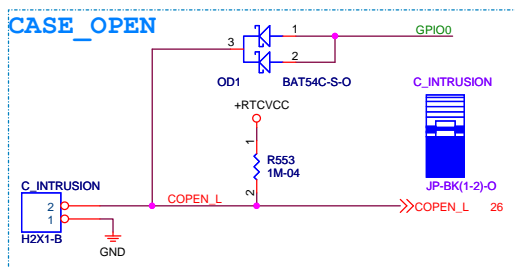 CASE_OPEN
GPIO0
3
1
2
OD1 BAT54C-S-O
C_INTRUSION
+RTCVCC
1
R553
1M-04
2
JP-BK(1-2)-O
C_INTRUSION
COPEN_L
COPEN_L 26
2
1
H2X1-B
GND